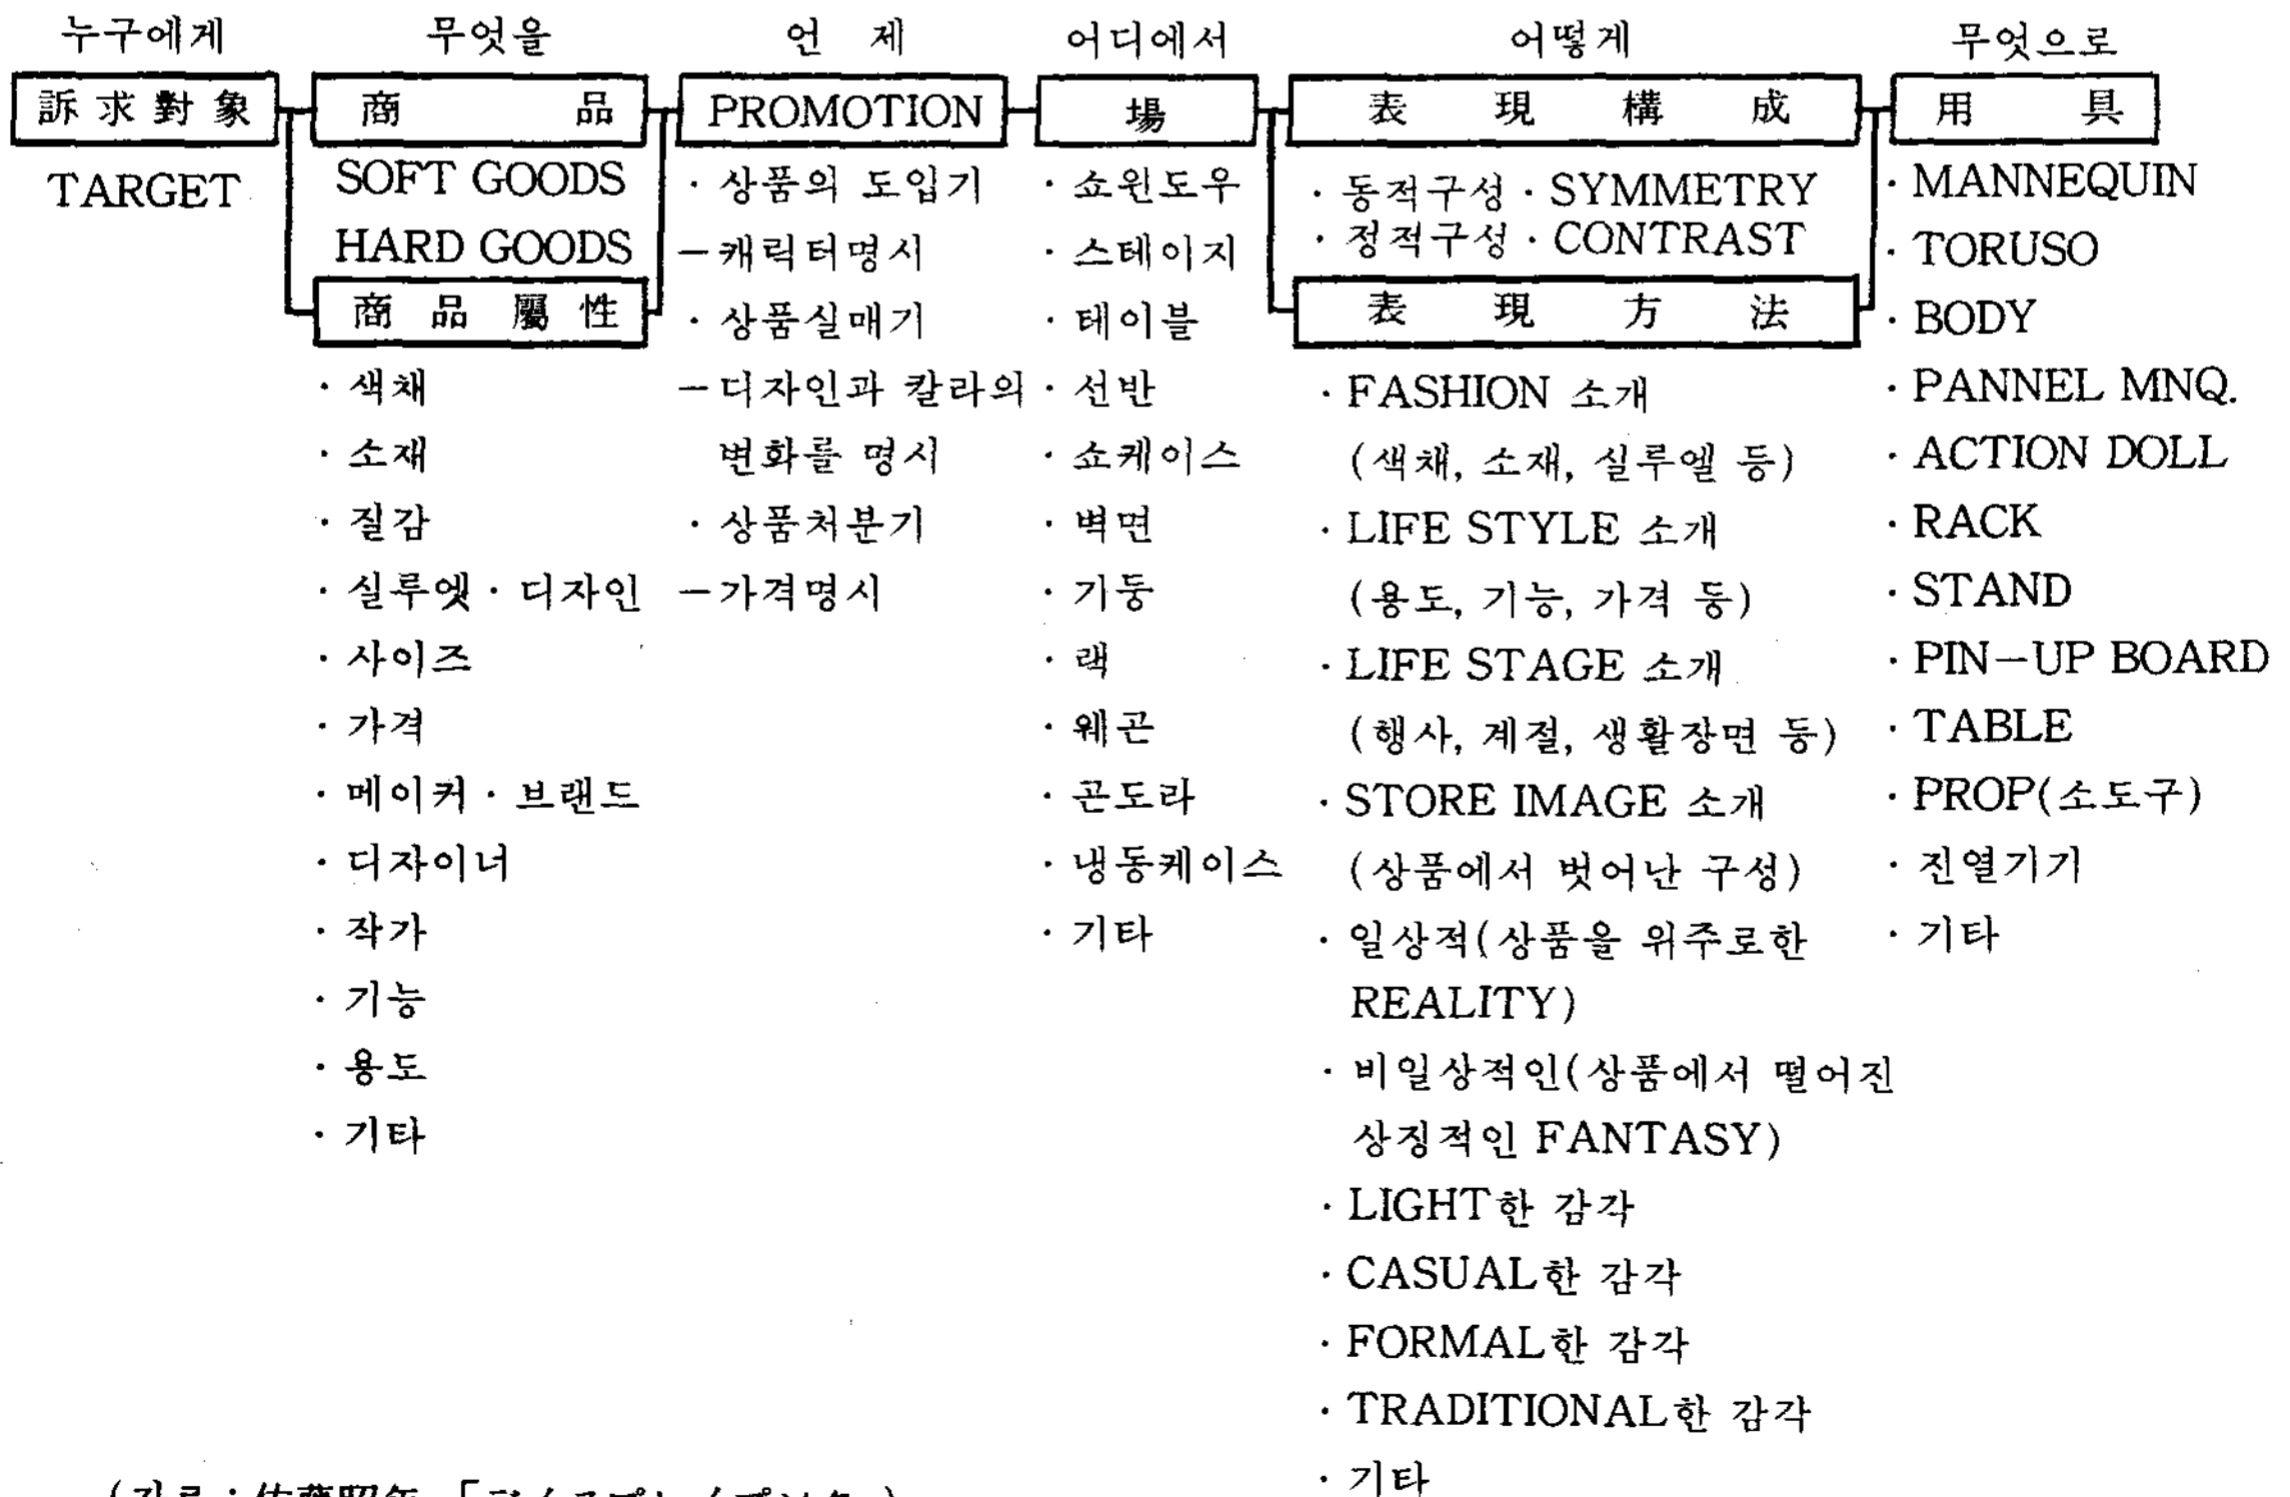 누구에게
訴求對象
TARGET
무엇을
商品
SOFT GOODS
HARD GOODS
商品屬性
· 색채
· 소재
· 질감
· 실루엣 · 디자인
· 사이즈
· 가격
· 메이커 · 브랜드
· 디자이너
· 작가
· 기능
· 용도
· 기타
언 제
PROMOTION
· 상품의 도입기
－캐릭터명시
· 상품실매기
－디자인과 칼라의
변화를 명시
· 상품처분기
－가격명시
어디에서
場
· 쇼윈도우
· 스테이지
· 테이블
· 선반
· 쇼케이스
· 벽면
· 기둥
· 랙
· 웨곤
· 곤도라
· 냉동케이스
· 기타
어떻게
表現構成
· 동적구성 · SYMMETRY
· 정적구성 · CONTRAST
表現方法
· FASHION 소개
(색채, 소재, 실루엘 등)
· LIFE STYLE 소개
(용도, 기능, 가격 등)
· LIFE STAGE 소개
(행사, 계절, 생활장면 등)
· STORE IMAGE 소개
(상품에서 벗어난 구성)
· 일상적(상품을 위주로한
REALITY)
· 비일상적인(상품에서 떨어진
상징적인 FANTASY)
· LIGHT한 감각
· CASUAL한 감각
· FORMAL한 감각
· TRADITIONAL한 감각
· 기타
무엇으로
用具
· MANNEQUIN
· TORUSO
· BODY
· PANNEL MNQ.
· ACTION DOLL
· RACK
· STAND
· PIN－UP BOARD
· TABLE
· PROP(소도구)
· 진열기기
· 기타